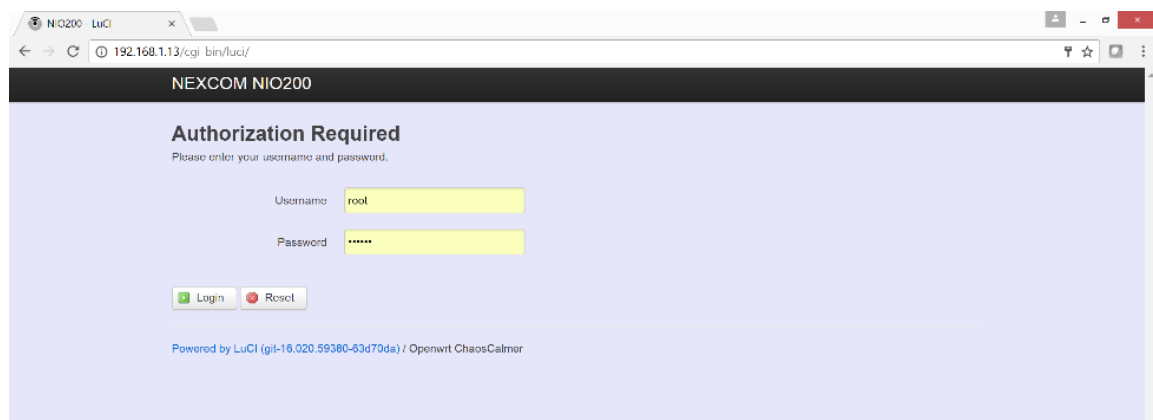 NIO200 LuCI
192.168.1.13/cgi bin/luci/
NEXCOM NIO200
Authorization Required
Please enter your username and password.
Username root
Password ••••••
Login Reset
Powered by LuCI (git-16.020.59380-63d70da) / Openwrt ChaosCalmer